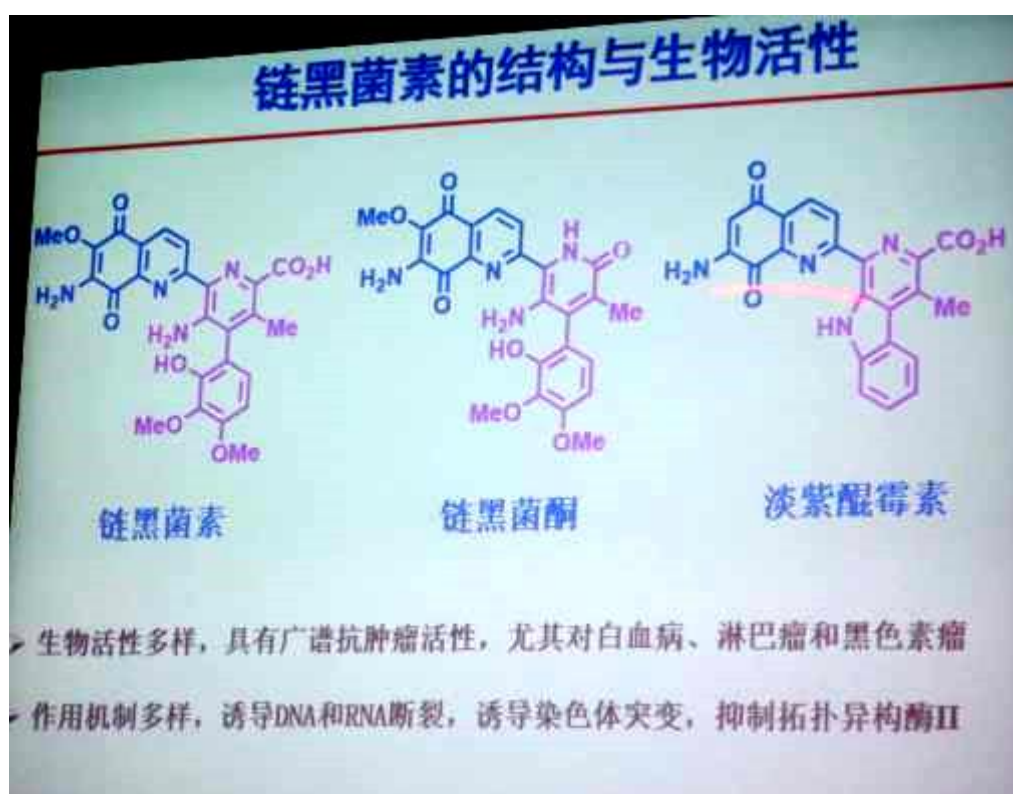 链黑菌素的结构与生物活性
O
MeO
H₂N
O
N
N
CO₂H
H₂N
Me
HO
MeO
OMe
链黑菌素
O
MeO
H₂N
O
N
H
N
O
H₂N
Me
HO
MeO
OMe
链黑菌酮
O
H₂N
O
N
N
CO₂H
Me
HN
淡紫醌霉素
生物活性多样，具有广谱抗肿瘤活性，尤其对白血病、淋巴瘤和黑色素瘤
作用机制多样，诱导DNA和RNA断裂，诱导染色体突变，抑制拓扑异构酶II